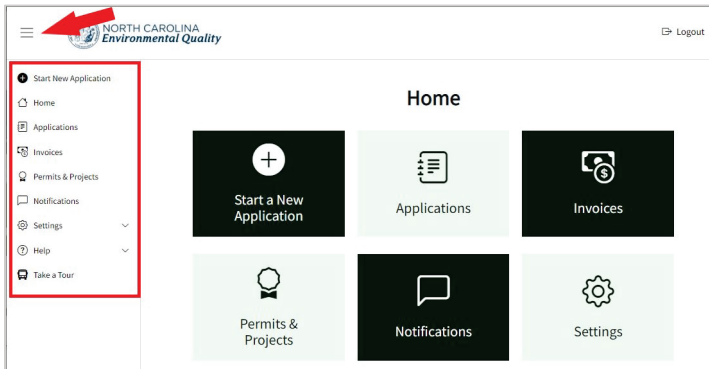 NORTH CAROLINA
Environmental Quality
Logout
Start New Application
Home
Applications
Invoices
Permits & Projects
Notifications
Settings
Help
Take a Tour
Home
Start a New
Application
Applications
Invoices
Permits &
Projects
Notifications
Settings